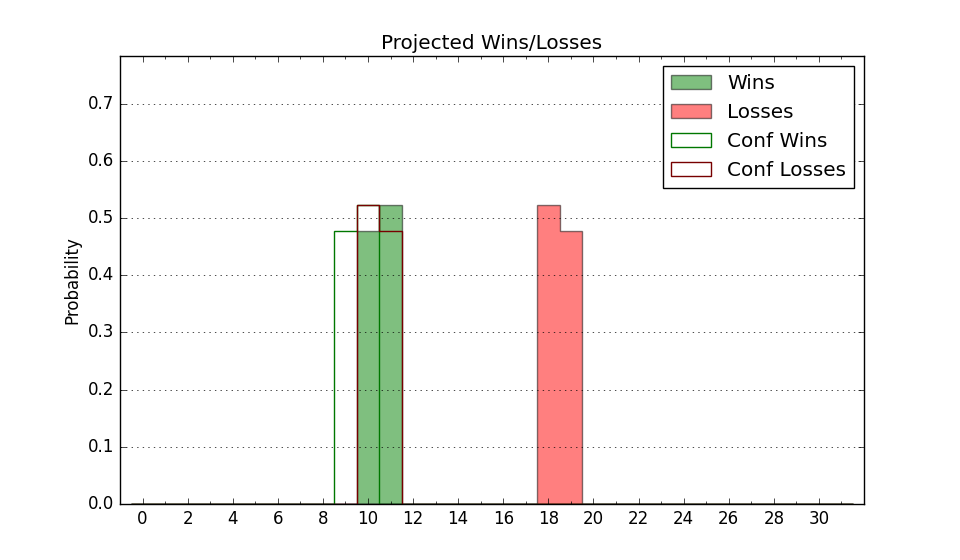 Projected Wins/Losses
Wins
Losses
Conf Wins
Conf Losses
Probability
0.7
0.6
0.5
0.4
0.3
0.2
0.1
0.0
0 2 4 6 8 10 12 14 16 18 20 22 24 26 28 30